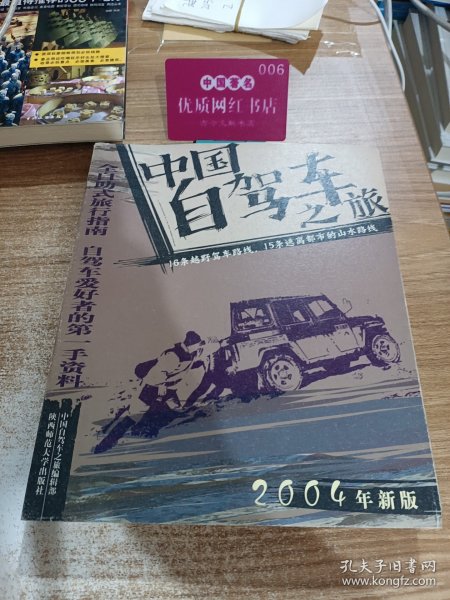 006
中国著名
优质网红书店
中国
自驾车
之旅
16条越野驾车路线，15条逃离都市的山水路线
全自助式旅行指南 自驾车爱好者的第一手资料
中国自驾车之旅编辑部
陕西师范大学出版社
2004年新版
孔夫子旧书网
www.kongfz.com